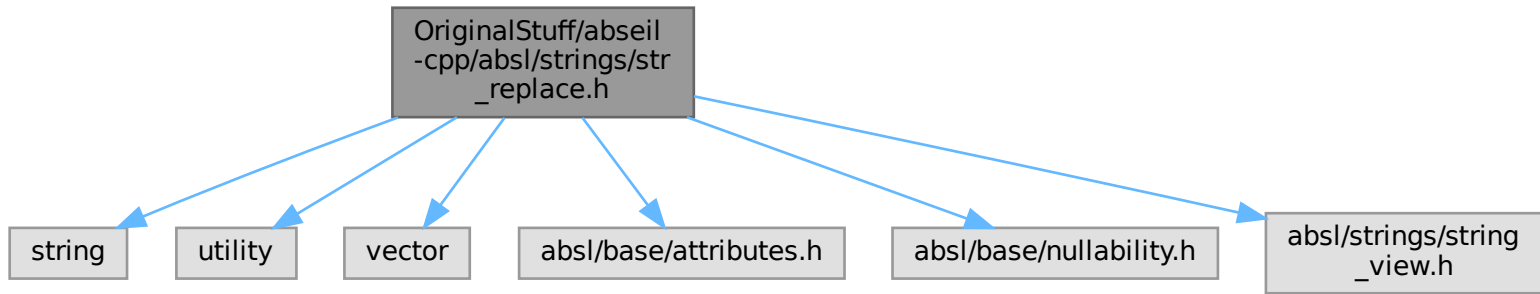 OriginalStuff/abseil
-cpp/absl/strings/str
_replace.h
string
utility
vector
absl/base/attributes.h
absl/base/nullability.h
absl/strings/string
_view.h